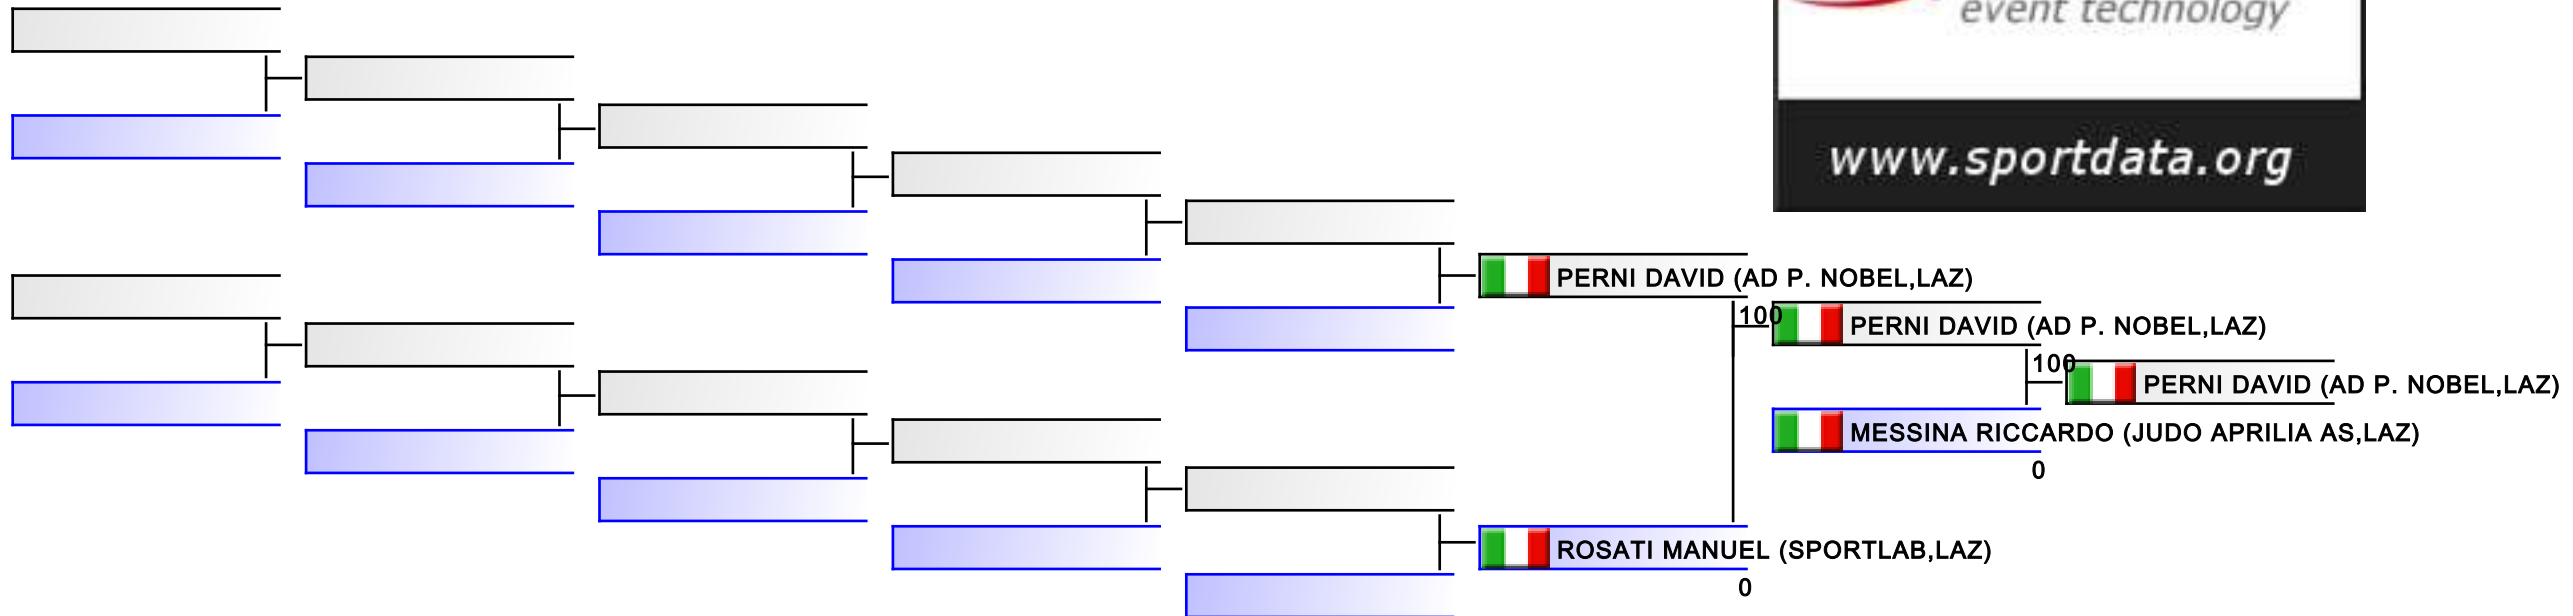 event technology
www.sportdata.org
PERNI DAVID (AD P. NOBEL,LAZ)
100
PERNI DAVID (AD P. NOBEL,LAZ)
100
PERNI DAVID (AD P. NOBEL,LAZ)
MESSINA RICCARDO (JUDO APRILIA AS,LAZ)
0
ROSATI MANUEL (SPORTLAB,LAZ)
0